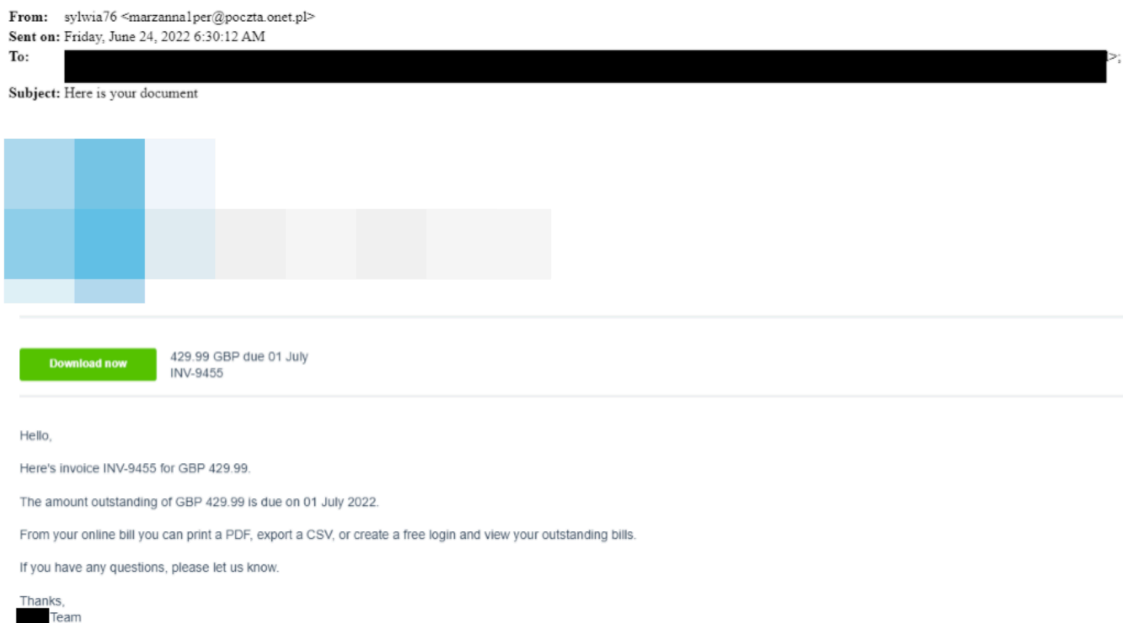 From: sylwia76 <marzanna1per@poczta.onet.pl>
Sent on: Friday, June 24, 2022 6:30:12 AM
To: >;
Subject: Here is your document
Download now
429.99 GBP due 01 July
INV-9455
Hello,
Here's invoice INV-9455 for GBP 429.99.
The amount outstanding of GBP 429.99 is due on 01 July 2022.
From your online bill you can print a PDF, export a CSV, or create a free login and view your outstanding bills.
If you have any questions, please let us know.
Thanks,
Team